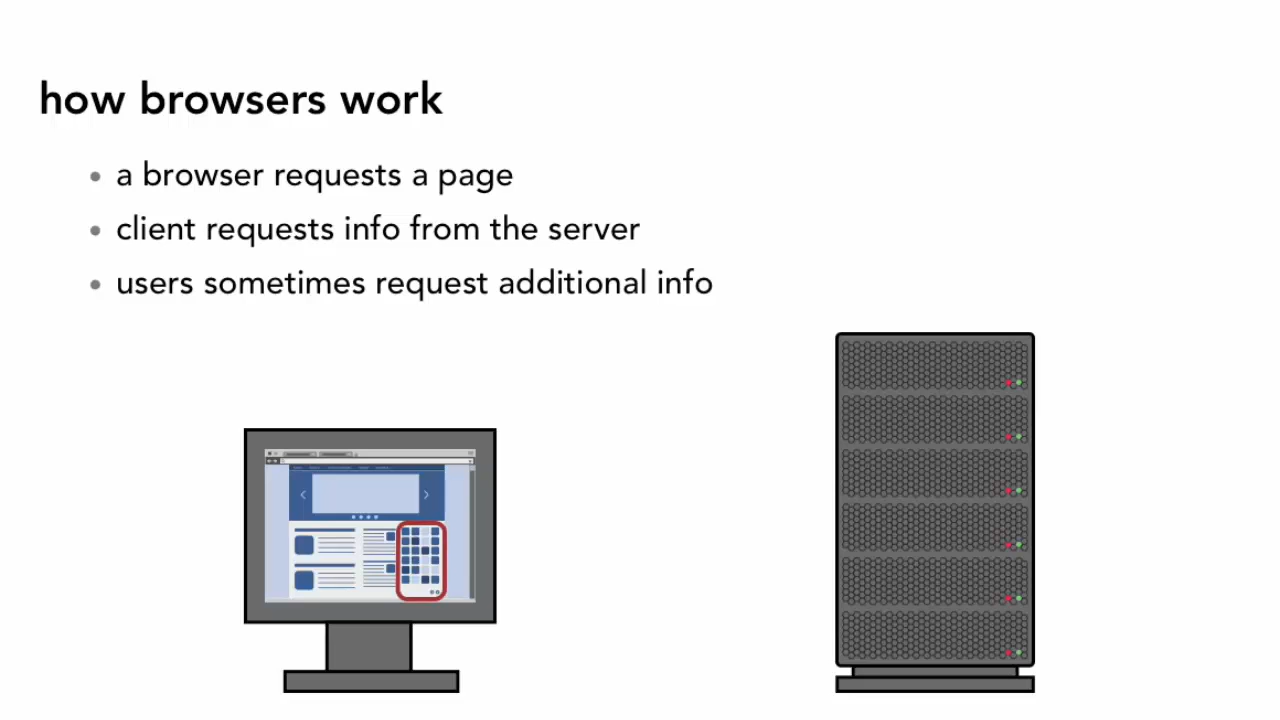 how browsers work
• a browser requests a page
• client requests info from the server
• users sometimes request additional info